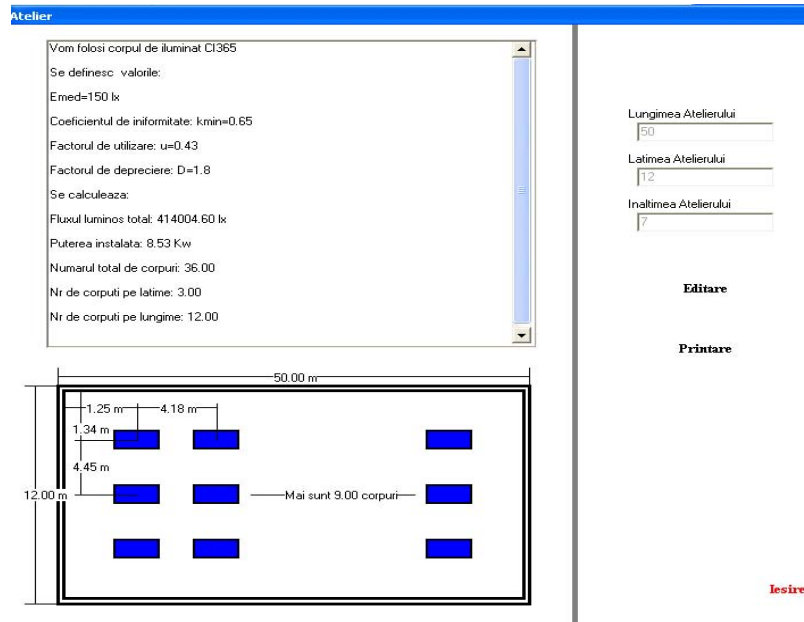 Atelier
Vom folosi corpul de iluminat CI365
Se definesc valorile:
Emed=150 lx
Coeficientul de iniformitate: kmin=0.65
Factorul de utilizare: u=0.43
Factorul de depreciere: D=1.8
Se calculeaza:
Fluxul luminos total: 414004.60 lx
Puterea instalata: 8.53 Kw
Numarul total de corpuri: 36.00
Nr de corputi pe latime: 3.00
Nr de corputi pe lungime: 12.00
Lungimea Atelierului
50
Latimea Atelierului
12
Inaltimea Atelierului
7
Editare
Printare
50.00 m
1.25 m
4.18 m
1.34 m
4.45 m
12.00 m
Mai sunt 9.00 corpuri
Iesire